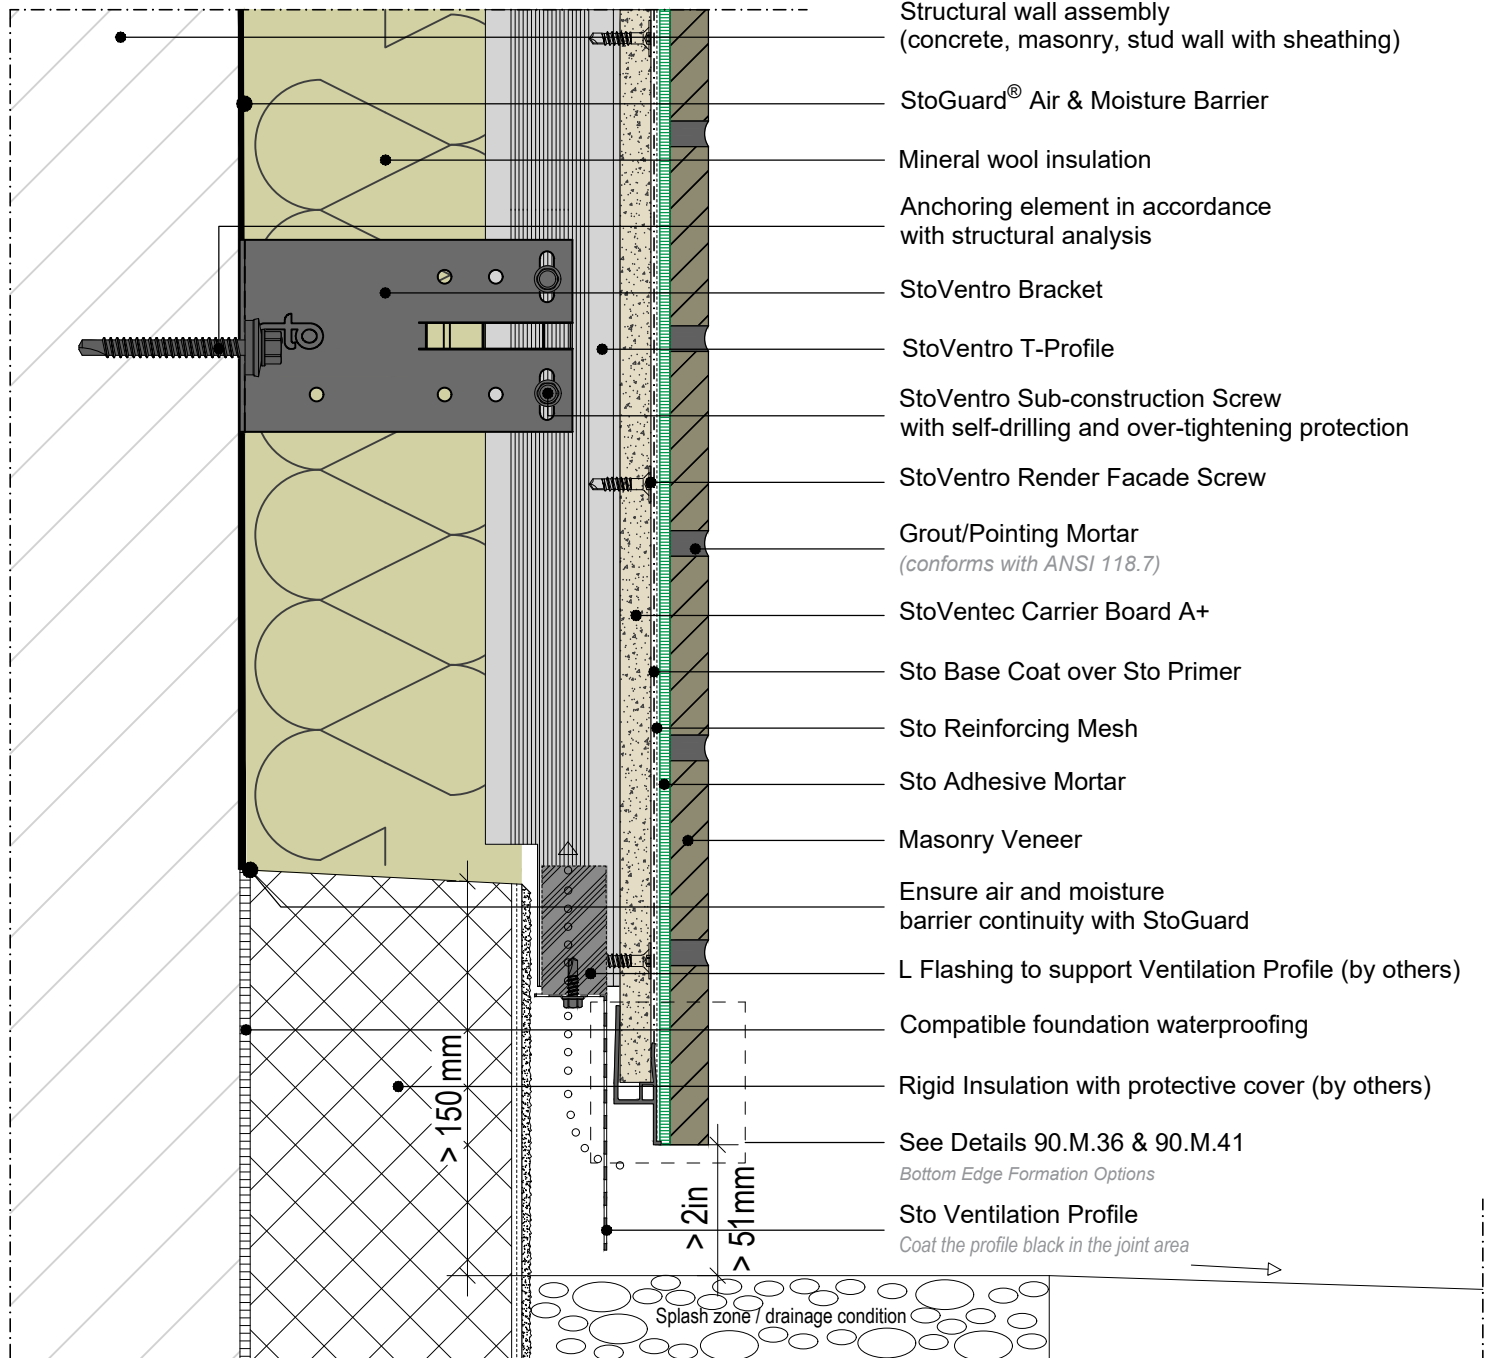 Structural wall assembly
(concrete, masonry, stud wall with sheathing)
StoGuard® Air & Moisture Barrier
Mineral wool insulation
Anchoring element in accordance
with structural analysis
StoVentro Bracket
StoVentro T-Profile
StoVentro Sub-construction Screw
with self-drilling and over-tightening protection
StoVentro Render Facade Screw
Grout/Pointing Mortar
(conforms with ANSI 118.7)
StoVentec Carrier Board A+
Sto Base Coat over Sto Primer
Sto Reinforcing Mesh
Sto Adhesive Mortar
Masonry Veneer
Ensure air and moisture
barrier continuity with StoGuard
L Flashing to support Ventilation Profile (by others)
Compatible foundation waterproofing
Rigid Insulation with protective cover (by others)
See Details 90.M.36 & 90.M.41
Bottom Edge Formation Options
Sto Ventilation Profile
Coat the profile black in the joint area
> 150 mm
> 2in
> 51mm
Splash zone / drainage condition